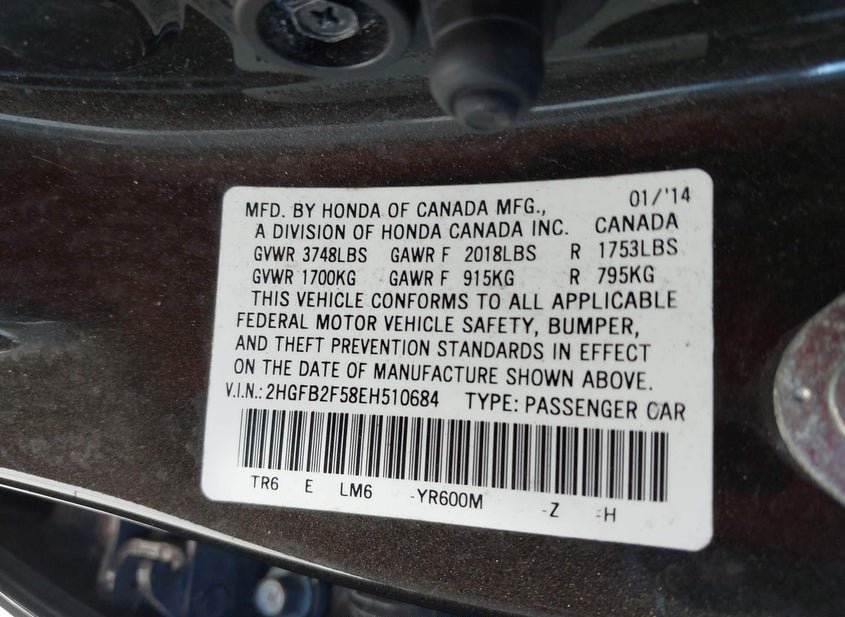 MFD. BY HONDA OF CANADA MFG., 01/'14
A DIVISION OF HONDA CANADA INC. CANADA
GVWR 3748LBS GAWR F 2018LBS R 1753LBS
GVWR 1700KG GAWR F 915KG R 795KG
THIS VEHICLE CONFORMS TO ALL APPLICABLE
FEDERAL MOTOR VEHICLE SAFETY, BUMPER,
AND THEFT PREVENTION STANDARDS IN EFFECT
ON THE DATE OF MANUFACTURE SHOWN ABOVE.
V.I.N.: 2HGFB2F58EH510684 TYPE: PASSENGER CAR
TR6 E LM6 -YR600M -Z -H